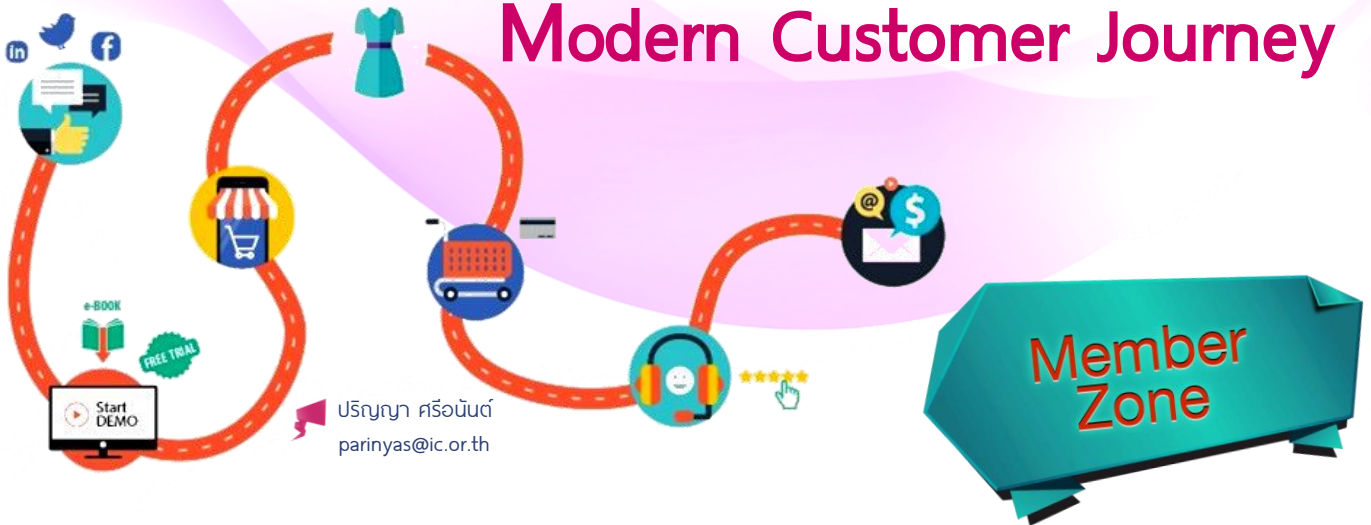 Modern Customer Journey
in
f
@
$
e-BOOK
FREE TRIAL
Start
DEMO
ปริญญา ศรีอนันต์
parinyas@ic.or.th
Member
Zone